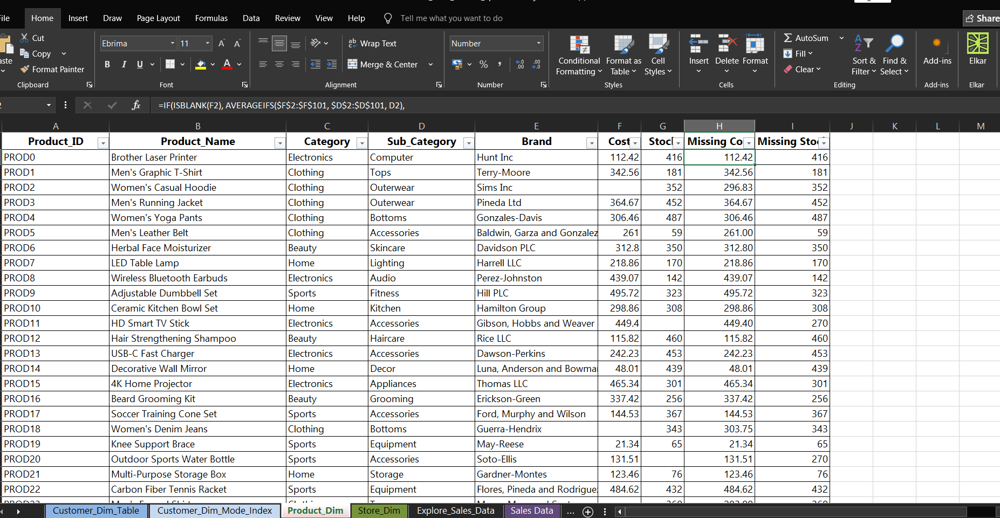 File Home Insert Draw Page Layout Formulas Data Review View Help Tell me what you want to do Share
Cut
Copy
Format Painter
Clipboard
Ebrima 11
B I U
Font
Wrap Text
Merge & Center
Alignment
Number
% ,
Number
Conditional Formatting
Format as Table
Cell Styles
Styles
Insert Delete Format
Cells
AutoSum
Fill
Clear
Sort & Filter
Find & Select
Editing
Add-ins
Add-ins
Elkar
Elkar
=IF(ISBLANK(F2), AVERAGEIFS($F$2:$F$101, $D$2:$D$101, D2),
A B C D E F G H I J K L M
Product_ID Product_Name Category Sub_Category Brand Cost Missing Co
PROD0 Brother Laser Printer Electronics Computer Hunt Inc 112.42 416 112.42 416
PROD1 Men's Graphic T-Shirt Clothing Tops Terry-Moore 342.56 181 342.56 181
PROD2 Women's Casual Hoodie Clothing Outerwear Sims Inc 352 296.83 352
PROD3 Men's Running Jacket Clothing Outerwear Pineda Ltd 364.67 452 364.67 452
PROD4 Women's Yoga Pants Clothing Bottoms Gonzales-Davis 306.46 487 306.46 487
PROD5 Men's Leather Belt Clothing Accessories Baldwin, Garza and Gonzalez 261 59 261.00 59
PROD6 Herbal Face Moisturizer Beauty Skincare Davidson PLC 312.8 350 312.80 350
PROD7 LED Table Lamp Home Lighting Harrell LLC 218.86 170 218.86 170
PROD8 Wireless Bluetooth Earbuds Electronics Audio Perez-Johnston 439.07 142 439.07 142
PROD9 Adjustable Dumbbell Set Sports Fitness Hill PLC 495.72 323 495.72 323
PROD10 Ceramic Kitchen Bowl Set Home Kitchen Hamilton Group 298.86 308 298.86 308
PROD11 HD Smart TV Stick Electronics Accessories Gibson, Hobbs and Weaver 449.4 449.40 270
PROD12 Hair Strengthening Shampoo Beauty Haircare Rice LLC 115.82 460 115.82 460
PROD13 USB-C Fast Charger Electronics Accessories Dawson-Perkins 242.23 453 242.23 453
PROD14 Decorative Wall Mirror Home Decor Luna, Anderson and Bowma 48.01 439 48.01 439
PROD15 4K Home Projector Electronics Appliances Thomas LLC 465.34 301 465.34 301
PROD16 Beard Grooming Kit Beauty Grooming Erickson-Green 337.42 256 337.42 256
PROD17 Soccer Training Cone Set Sports Accessories Ford, Murphy and Wilson 144.53 367 144.53 367
PROD18 Women's Denim Jeans Clothing Bottoms Guerra-Hendrix 343 303.75 343
PROD19 Knee Support Brace Sports Equipment May-Reese 21.34 65 21.34 65
PROD20 Outdoor Sports Water Bottle Sports Accessories Soto-Ellis 131.51 131.51 270
PROD21 Multi-Purpose Storage Box Home Storage Gardner-Montes 123.46 76 123.46 76
PROD22 Carbon Fiber Tennis Racket Sports Equipment Flores, Pineda and Rodrigue 484.62 432 484.62 432
Customer_Dim_Table Customer_Dim_Mode_Index Product_Dim Store_Dim Explore_Sales_Data Sales Data ...